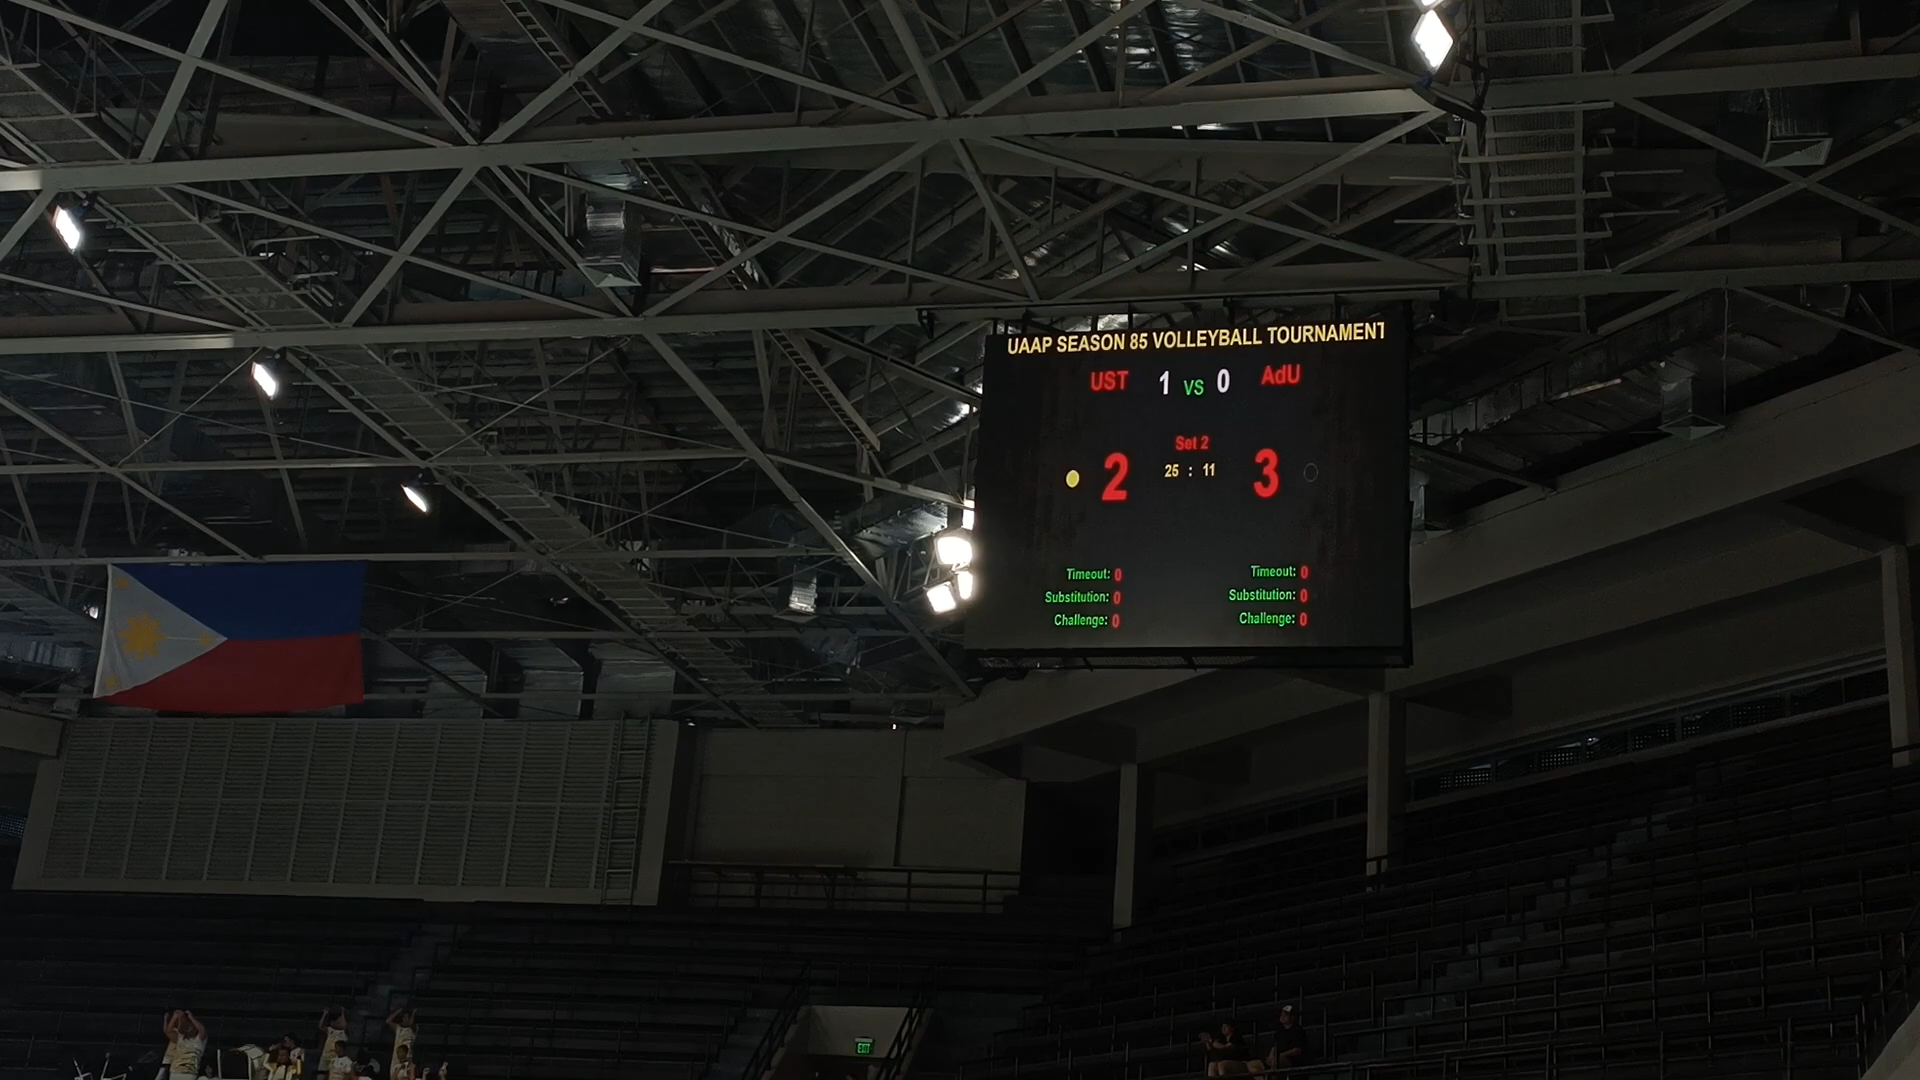 UAAP SEASON 85 VOLLEYBALL TOURNAMENT
UST 1 VS 0 AdU
Set 2
2 25 : 11 3
Timeout: 0 Timeout: 0
Substitution: 0 Substitution: 0
Challenge: 0 Challenge: 0
EXIT